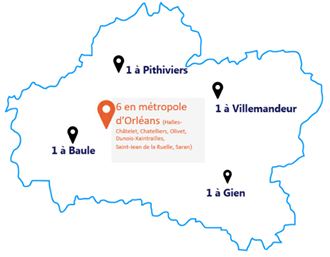 1 à Pithiviers
1 à Villemandeur
6 en métropole
d'Orléans (Halles-
Châtelet, Chatelliers, Olivet,
Dunois-Xaintrailles,
Saint-Jean de la Ruelle, Saran)
1 à Baule
1 à Gien